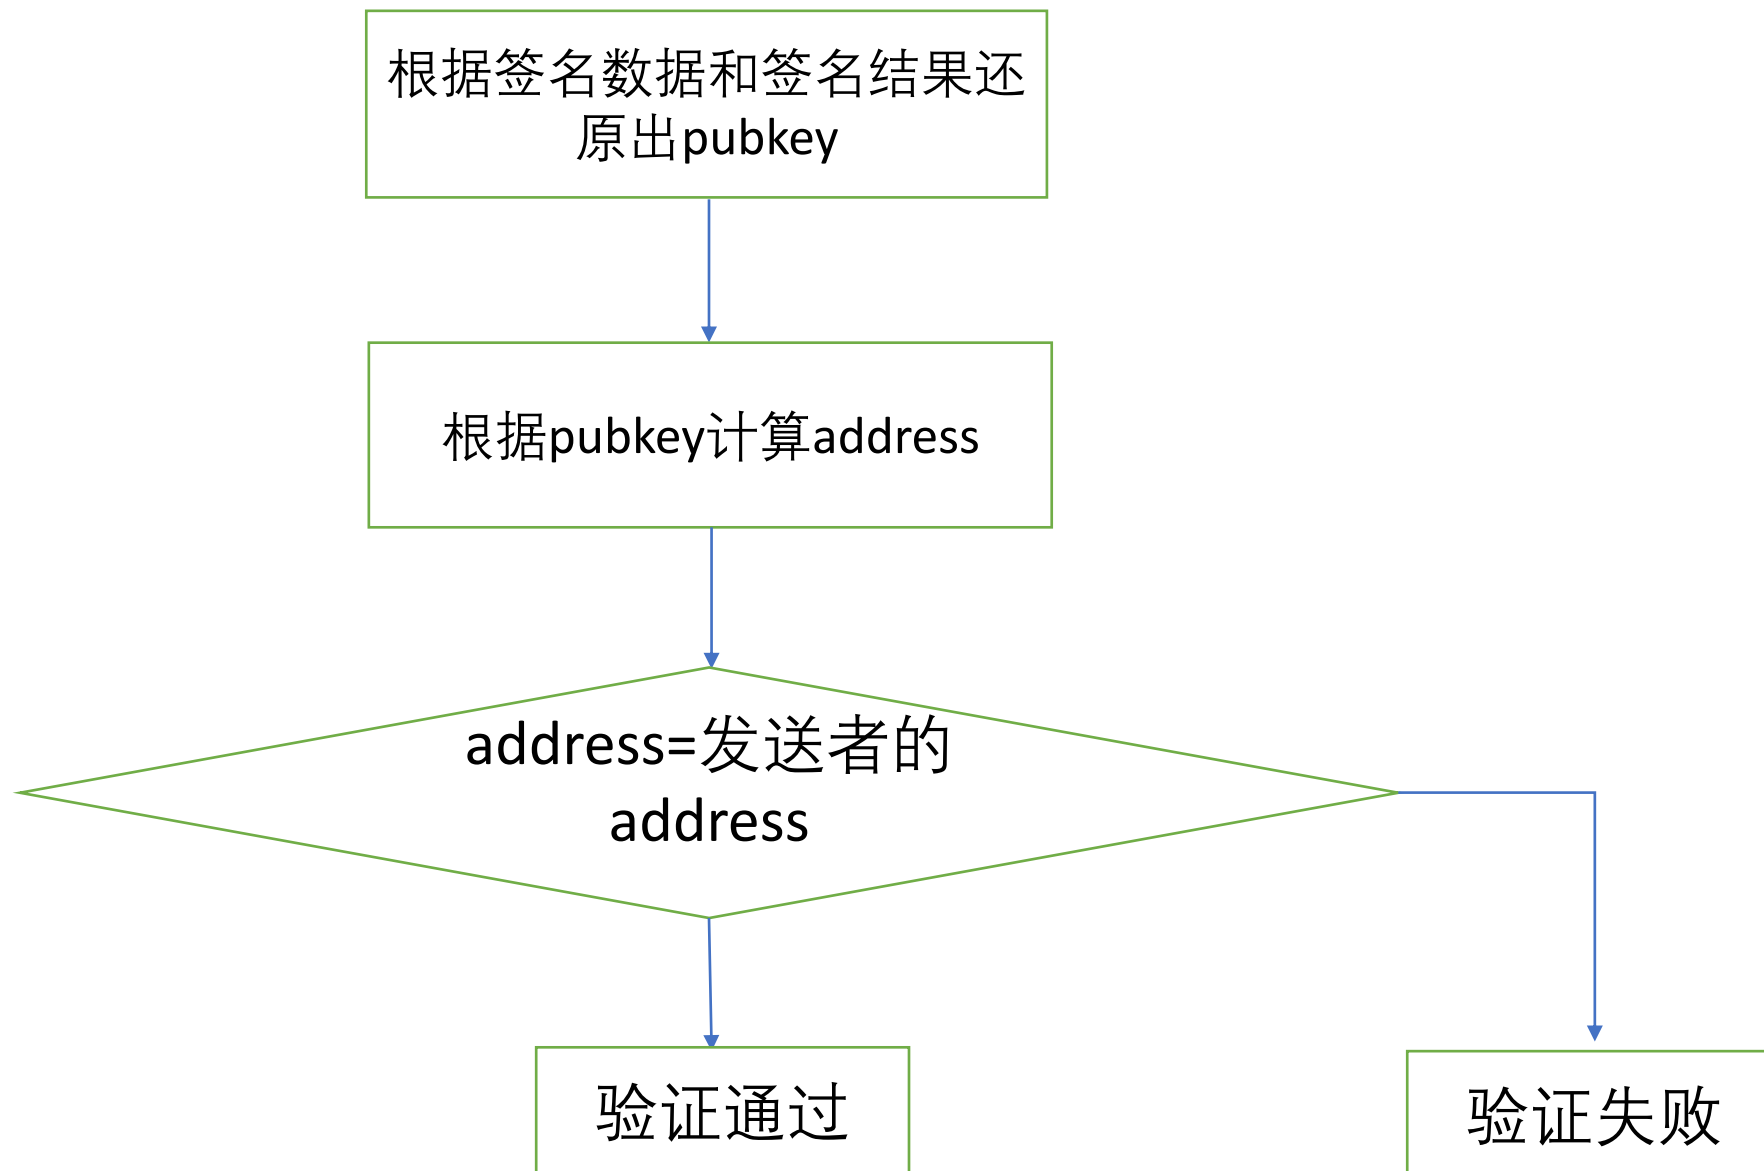 根据签名数据和签名结果还
原出pubkey
根据pubkey计算address
address=发送者的
address
验证通过
验证失败